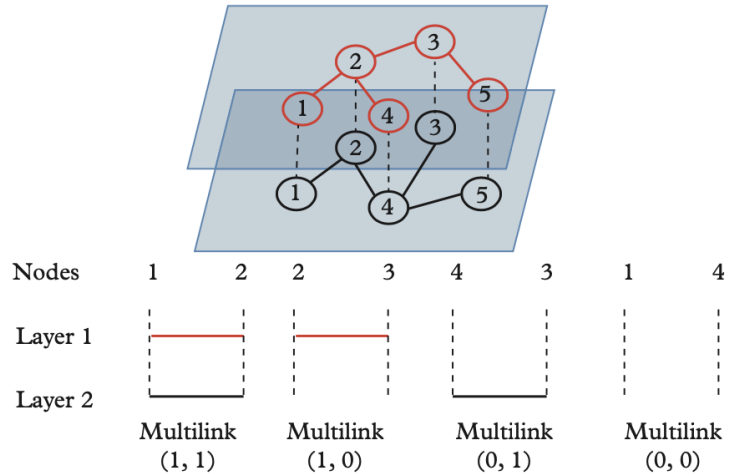 3
2
5
1
4
3
2
1
4
5
Nodes 1 2 2 3 4 3 1 4
Layer 1
Layer 2
Multilink Multilink Multilink Multilink
(1, 1) (1, 0) (0, 1) (0, 0)